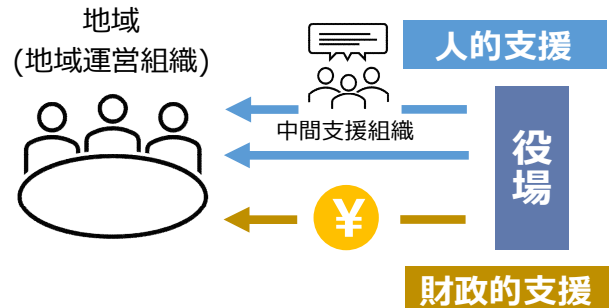 地域
(地域運営組織)
人的支援
中間支援組織
役場
¥
財政的支援